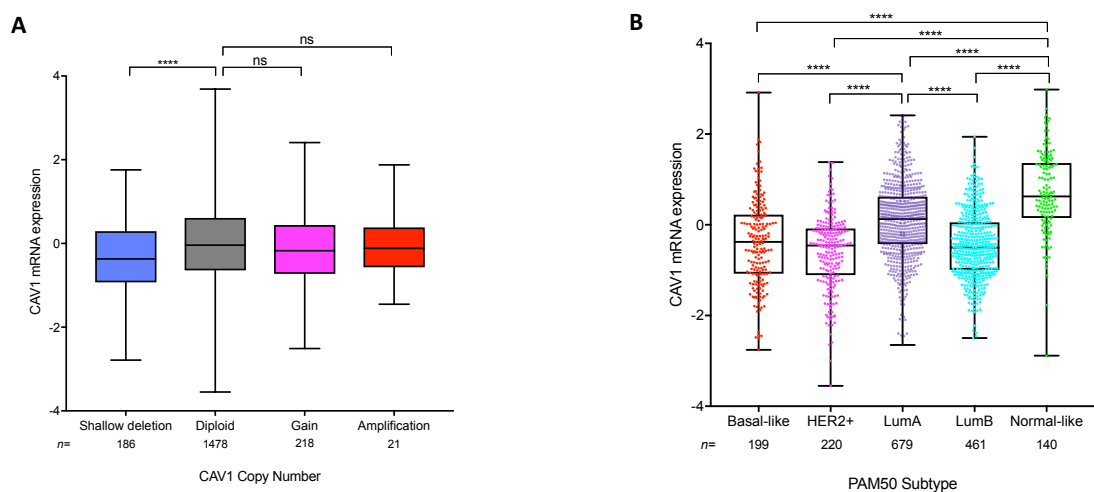 A
ns
****
ns
CAV1 mRNA expression
4
2
0
-2
-4
Shallow deletion Diploid Gain Amplification
n= 186 1478 218 21
CAV1 Copy Number
B
****
****
****
**** ****
**** ****
CAV1 mRNA expression
4
2
0
-2
-4
Basal-like HER2+ LumA LumB Normal-like
n= 199 220 679 461 140
PAM50 Subtype